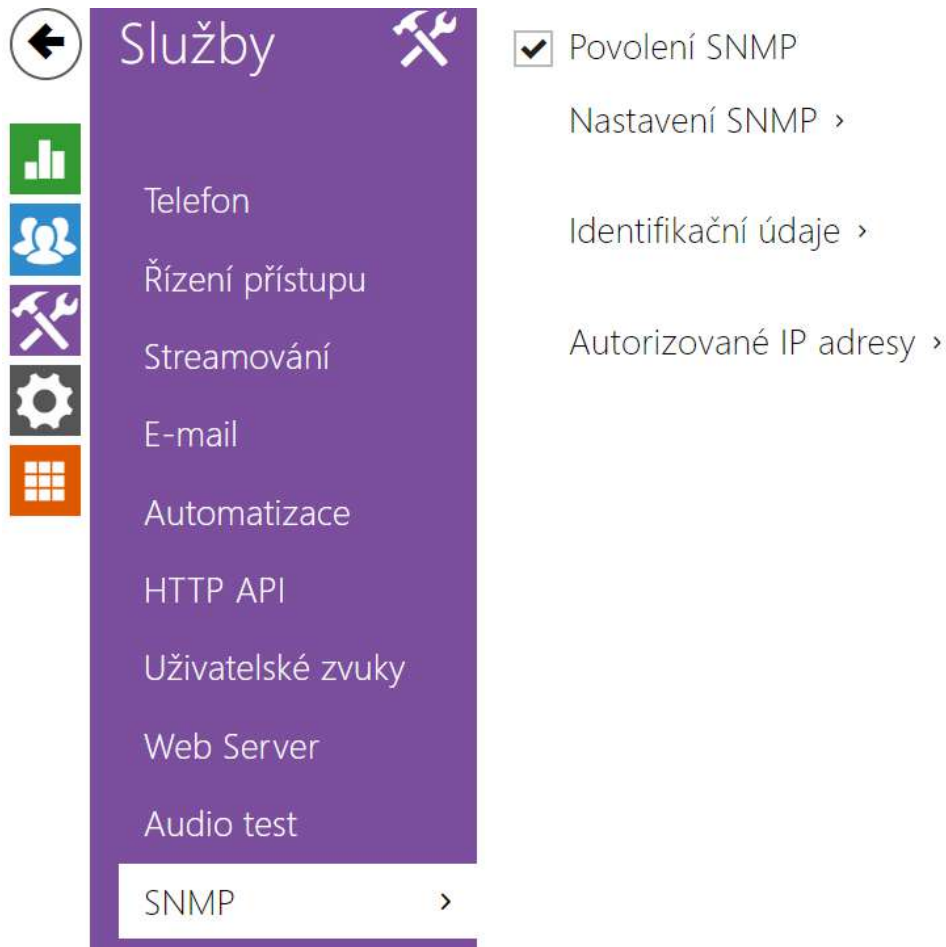 Služby
Telefon
Řízení přístupu
Streamování
E-mail
Automatizace
HTTP API
Uživatelské zvuky
Web Server
Audio test
SNMP
Povolení SNMP
Nastavení SNMP
Identifikační údaje
Autorizované IP adresy